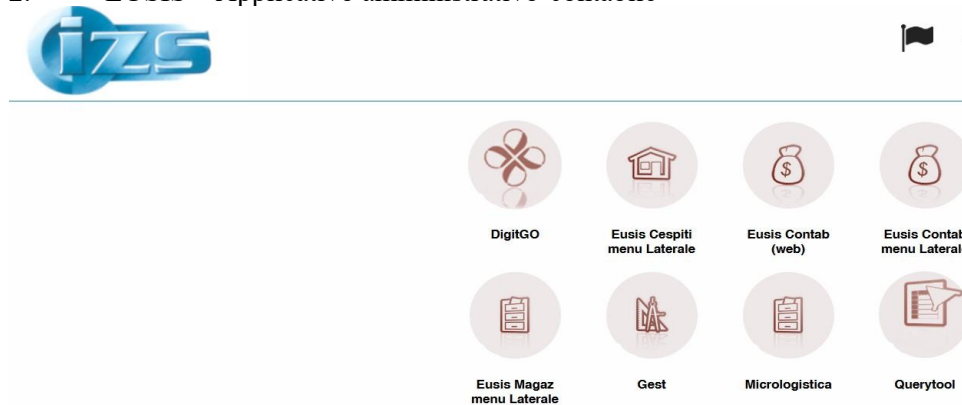 izs
DigitGO
Eusis Cespiti
menu Laterale
Eusis Contab
(web)
Eusis Contab
menu Laterale
Eusis Magaz
menu Laterale
Gest
Micrologistica
Querytool